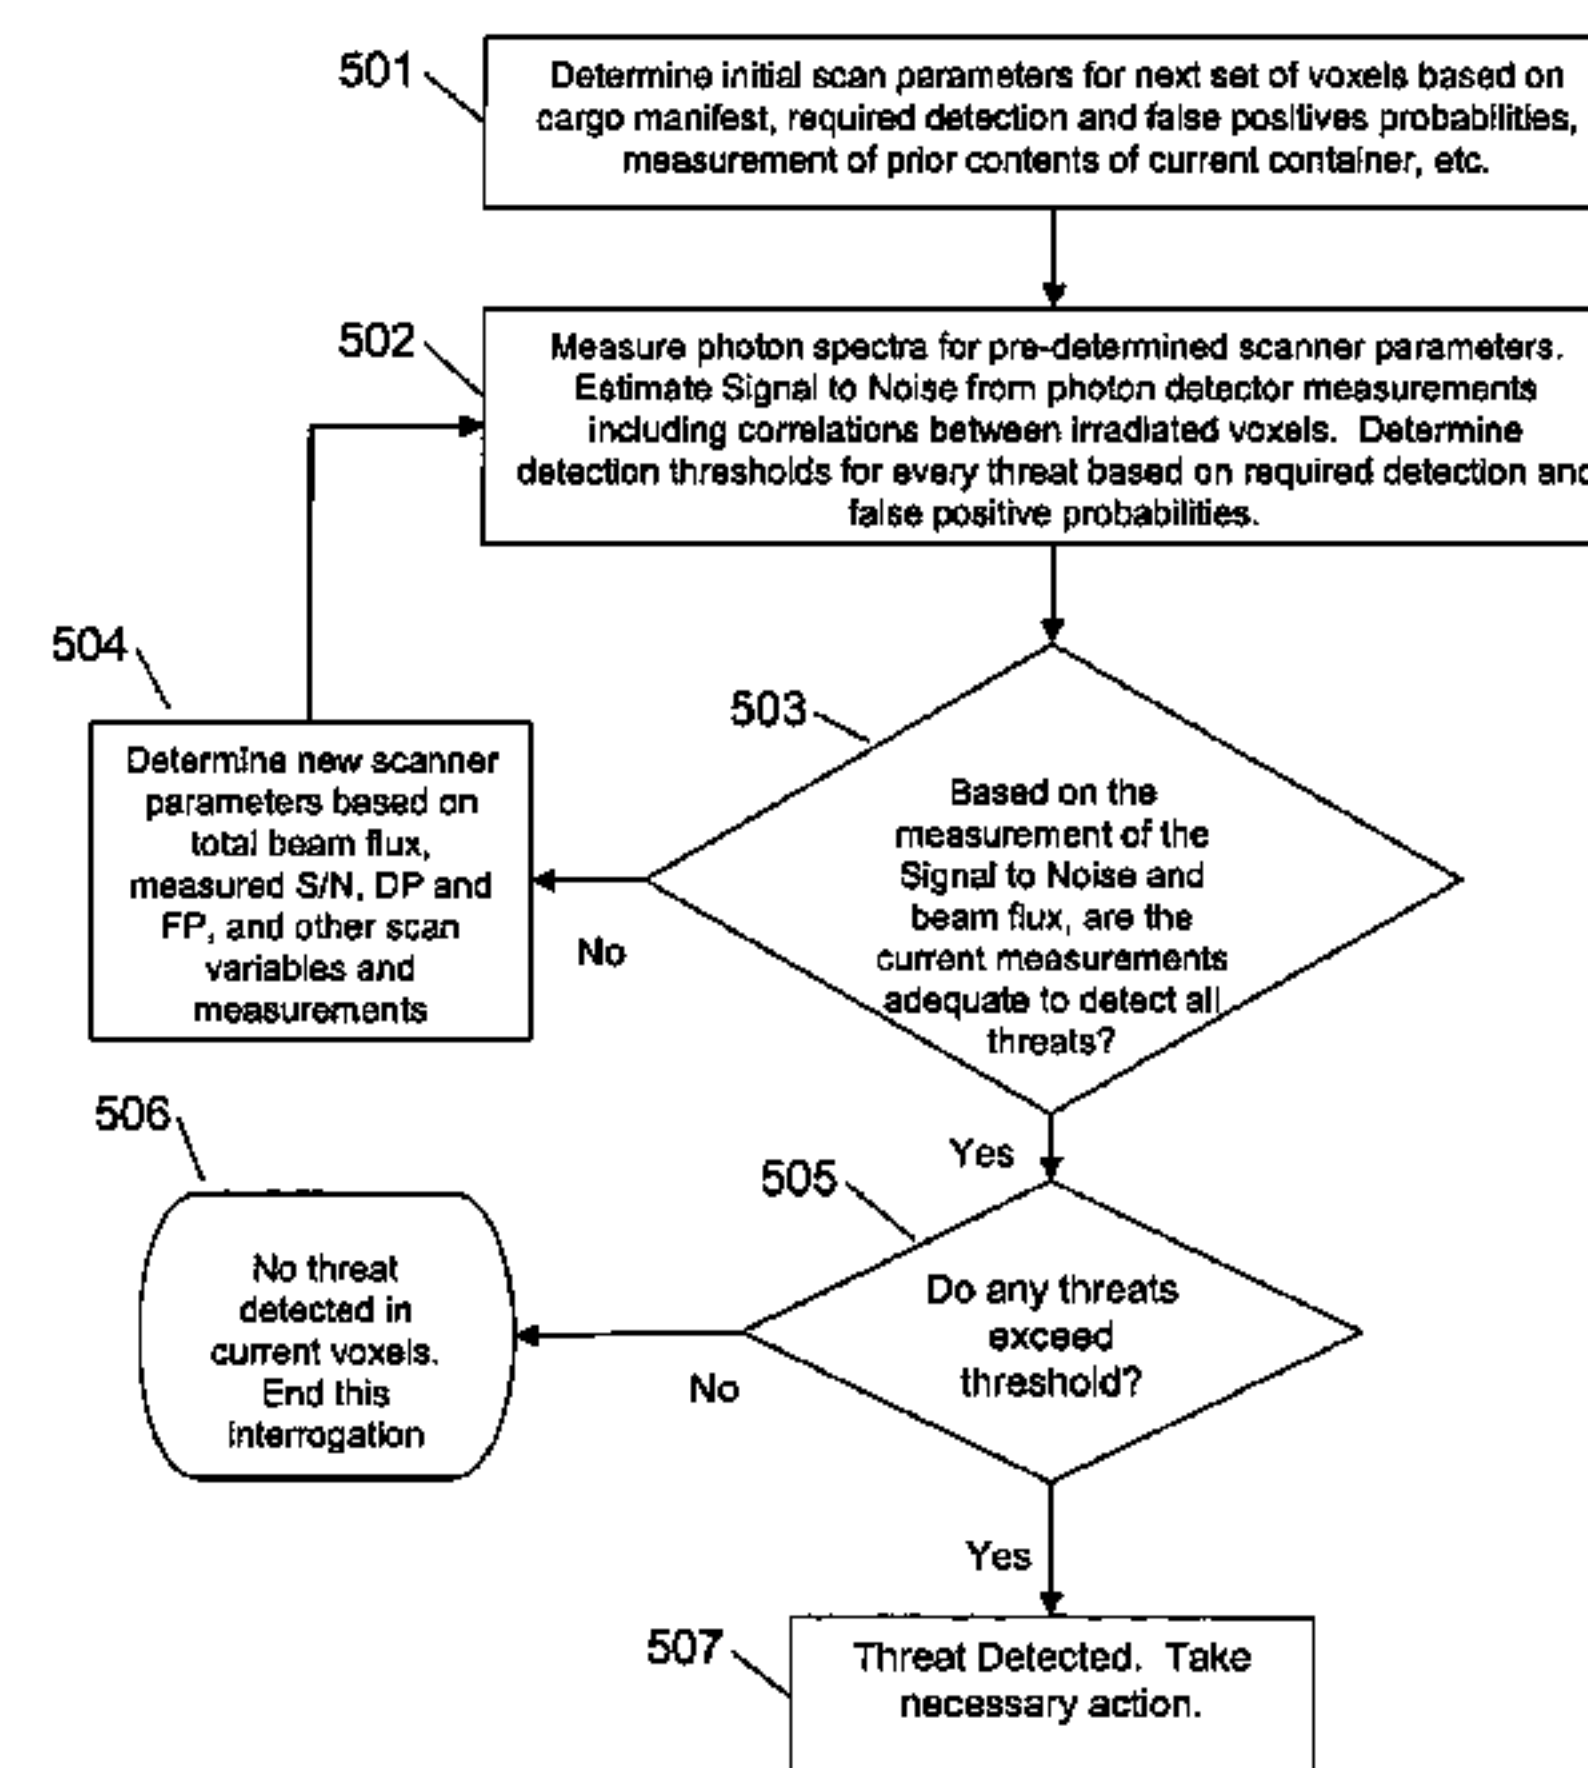 501
Determine initial scan parameters for next set of voxels based on
cargo manifest, required detection and false positives probabilities,
measurement of prior contents of current container, etc.
502
Measure photon spectra for pre-determined scanner parameters.
Estimate Signal to Noise from photon detector measurements
including correlations between irradiated voxels. Determine
detection thresholds for every threat based on required detection and
false positive probabilities.
504
Determine new scanner
parameters based on
total beam flux,
measured S/N, DP and
FP, and other scan
variables and
measurements
503
Based on the
measurement of the
Signal to Noise and
beam flux, are the
current measurements
adequate to detect all
threats?
No
Yes
506
No threat
detected in
current voxels.
End this
interrogation
505
Do any threats
exceed
threshold?
No
Yes
507
Threat Detected. Take
necessary action.